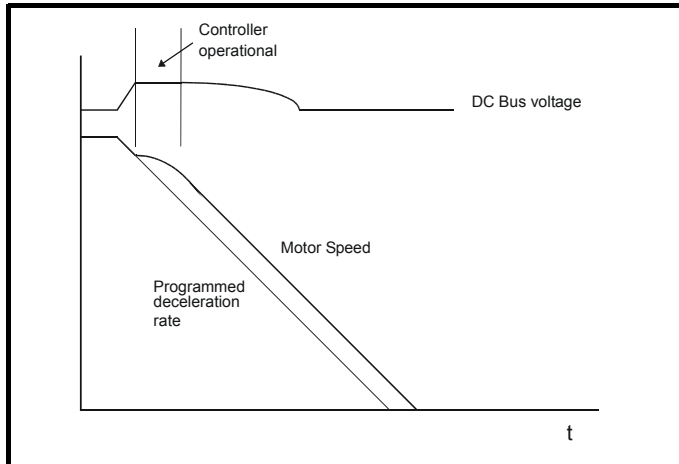 Controller
operational
DC Bus voltage
Motor Speed
Programmed
deceleration
rate
t